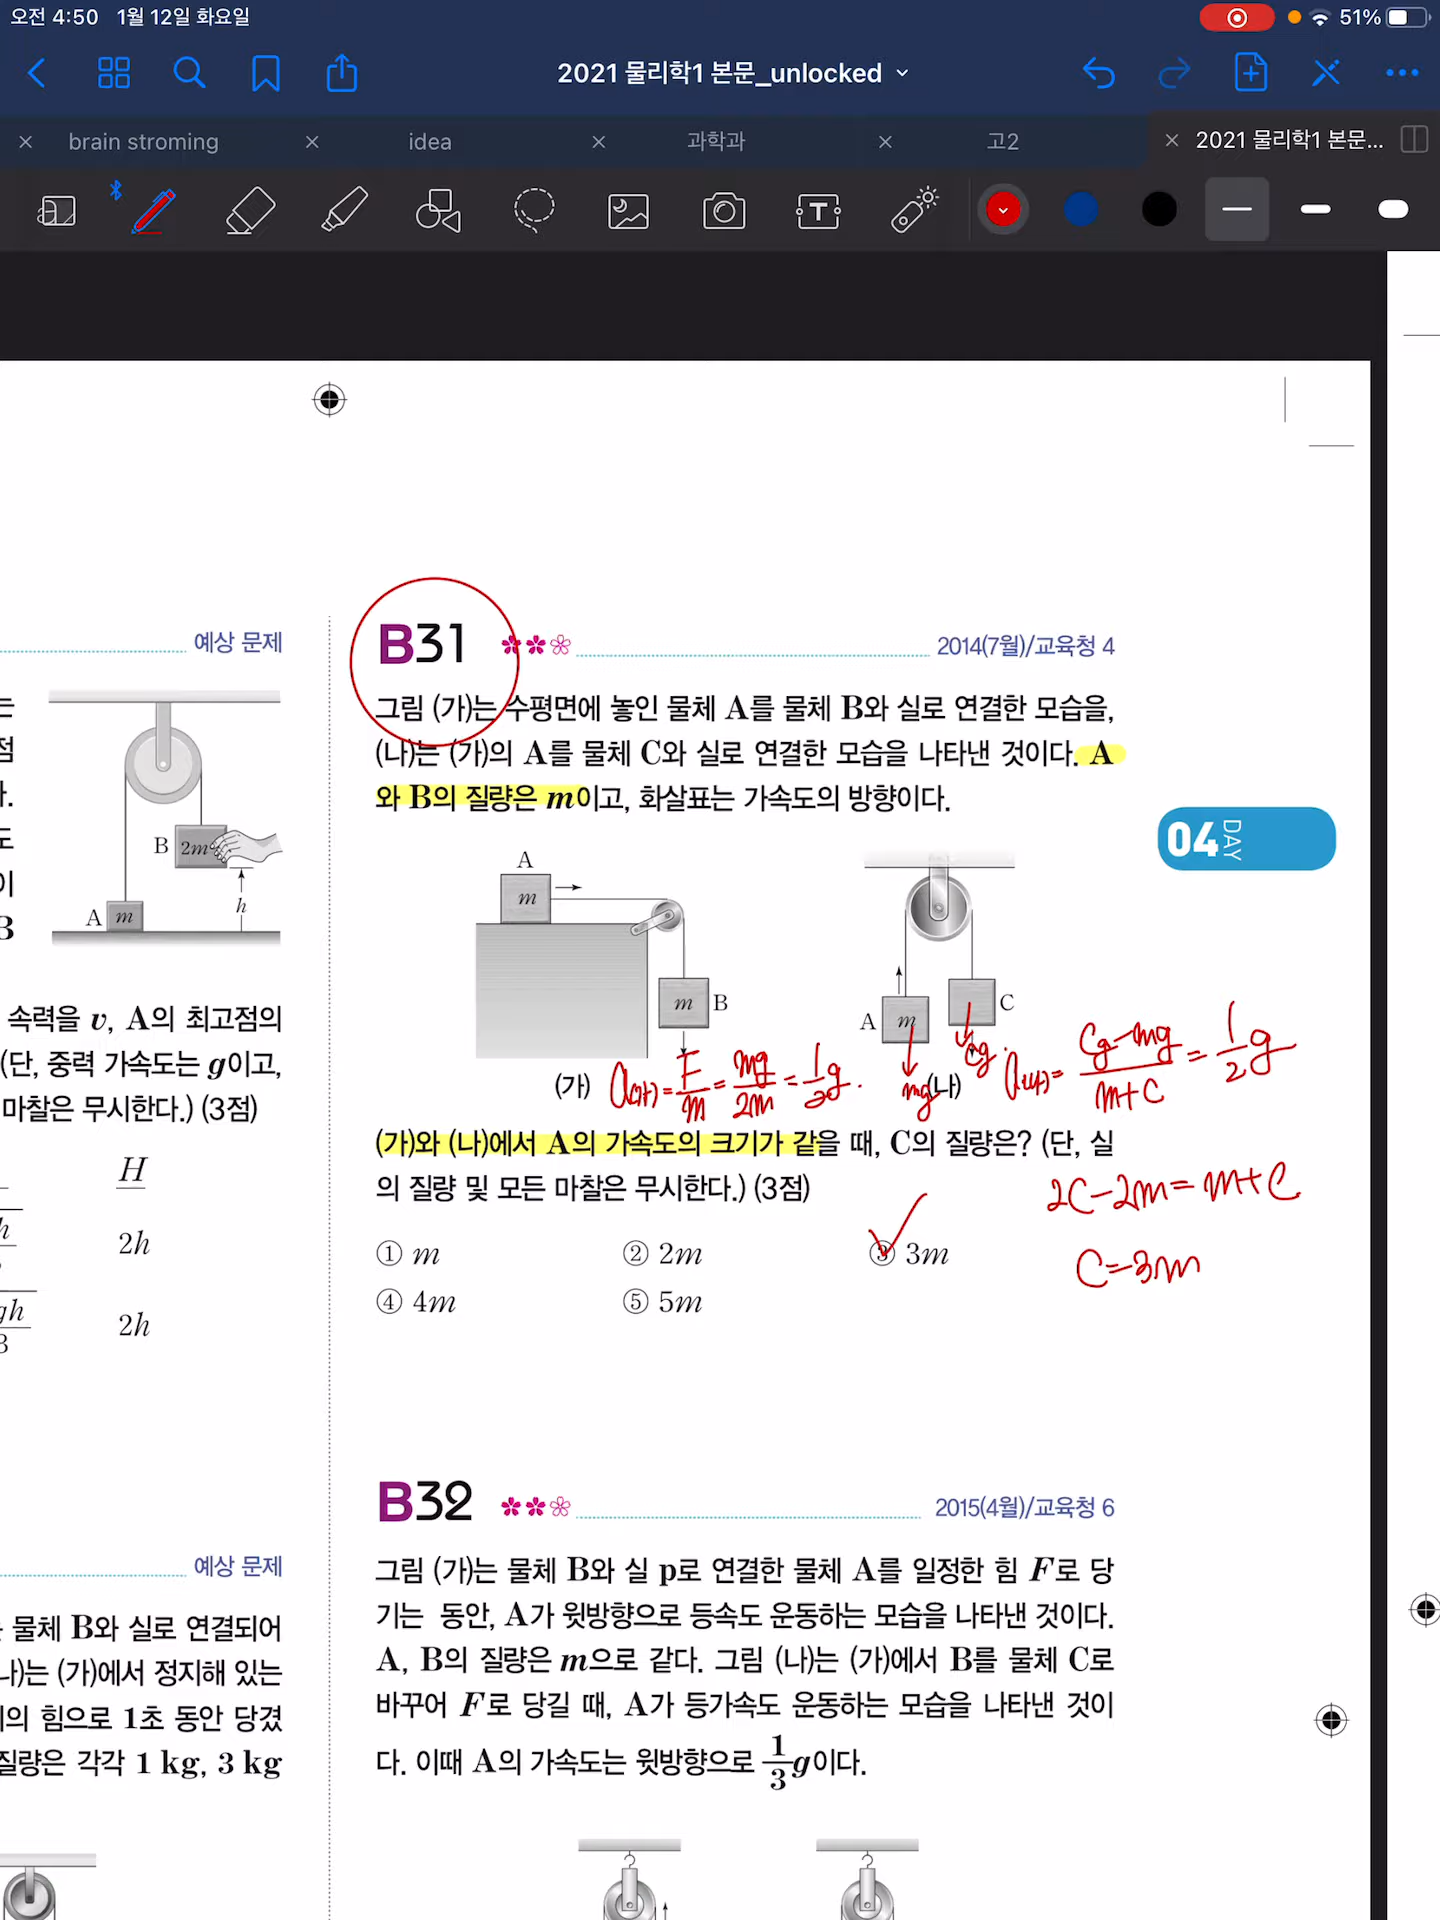 오전 4:50 1월 12일 화요일
51%
2021 물리학1 본문_unlocked
brain stroming
idea
과학과
고2
2021 물리학1 본문...
예상 문제
B 2m
A m
h
B
속력을 v, A의 최고점의
(단, 중력 가속도는 g이고,
마찰은 무시한다.) (3점)
H
2h
2h
예상 문제
물체 B와 실로 연결되어
는 (가)에서 정지해 있는
의 힘으로 1초 동안 당겼
질량은 각각 1 kg, 3 kg
B31
2014(7월)/교육청 4
그림 (가)는 수평면에 놓인 물체 A를 물체 B와 실로 연결한 모습을,
(나)는 (가)의 A를 물체 C와 실로 연결한 모습을 나타낸 것이다. A
와 B의 질량은 m이고, 화살표는 가속도의 방향이다.
04 DAY
A
m
m B
A m
C
mg
Cg
(가) a(가) = F/m = mg/2m = 1/2 g.
(나) a(나) = Cg-mg/m+C = 1/2 g
(가)와 (나)에서 A의 가속도의 크기가 같을 때, C의 질량은? (단, 실
의 질량 및 모든 마찰은 무시한다.) (3점)
2C-2m=m+C
① m ② 2m ③ 3m
C=3m
④ 4m ⑤ 5m
B32
2015(4월)/교육청 6
그림 (가)는 물체 B와 실 p로 연결한 물체 A를 일정한 힘 F로 당
기는 동안, A가 윗방향으로 등속도 운동하는 모습을 나타낸 것이다.
A, B의 질량은 m으로 같다. 그림 (나)는 (가)에서 B를 물체 C로
바꾸어 F로 당길 때, A가 등가속도 운동하는 모습을 나타낸 것이
다. 이때 A의 가속도는 윗방향으로 1/3 g이다.